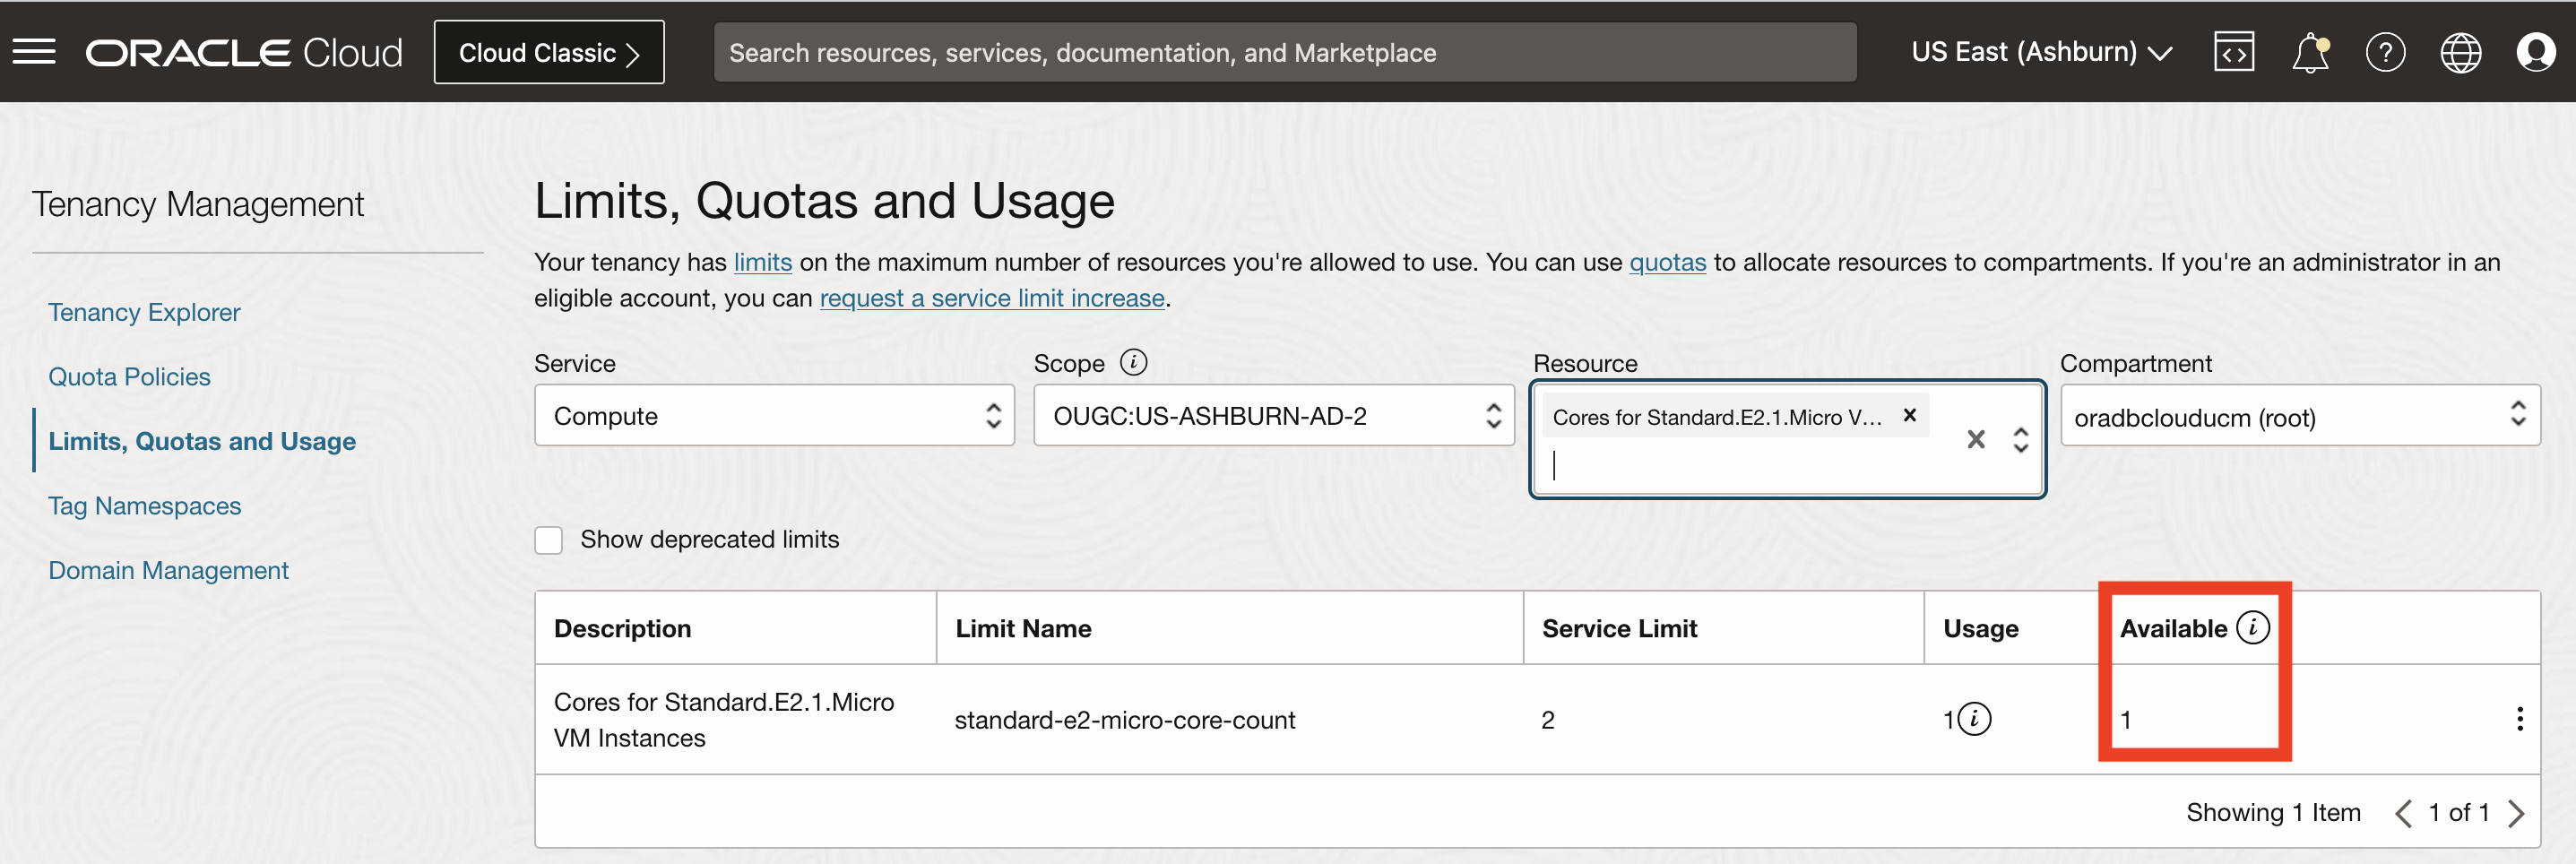 ORACLE Cloud
Cloud Classic
Search resources, services, documentation, and Marketplace
US East (Ashburn)
Tenancy Management
Tenancy Explorer
Quota Policies
Limits, Quotas and Usage
Tag Namespaces
Domain Management
Limits, Quotas and Usage
Your tenancy has limits on the maximum number of resources you're allowed to use. You can use quotas to allocate resources to compartments. If you're an administrator in an
eligible account, you can request a service limit increase.
Service
Compute
Scope
OUGC:US-ASHBURN-AD-2
Resource
Cores for Standard.E2.1.Micro V...
Compartment
oradbclouducm (root)
Show deprecated limits
Description Limit Name Service Limit Usage Available
Cores for Standard.E2.1.Micro
VM Instances
standard-e2-micro-core-count 2 1 1
Showing 1 Item 1 of 1